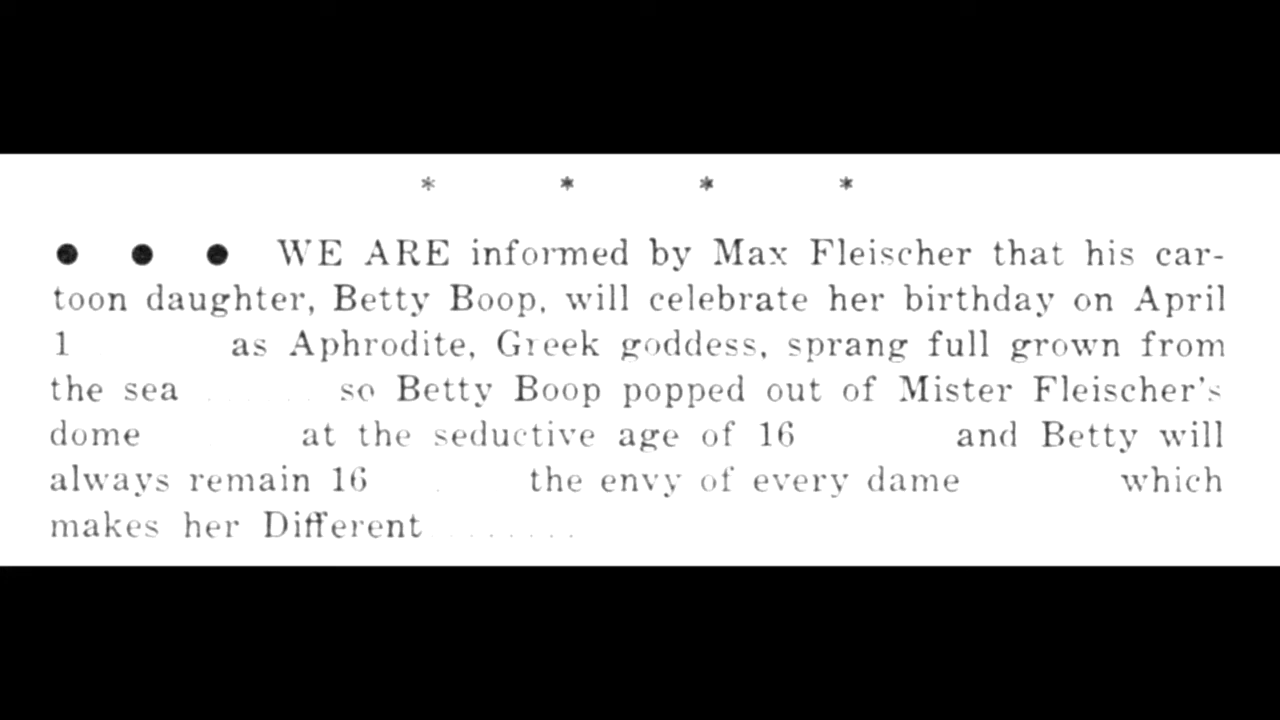 * * * *
● ● ● WE ARE informed by Max Fleischer that his car-
toon daughter, Betty Boop, will celebrate her birthday on April
1 as Aphrodite, Greek goddess, sprang full grown from
the sea ...... so Betty Boop popped out of Mister Fleischer's
dome at the seductive age of 16 and Betty will
always remain 16 the envy of every dame which
makes her Different .......